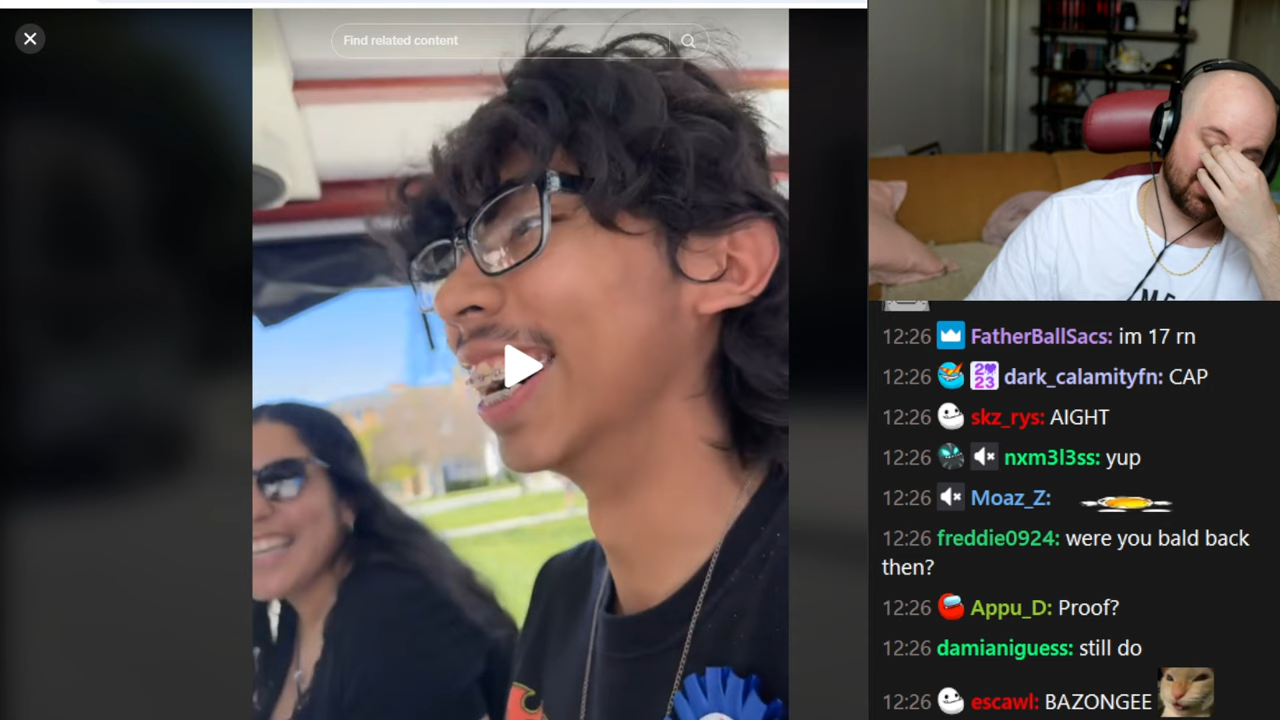 Find related content
12:26 FatherBallSacs: im 17 rn
12:26 2023 dark_calamityfn: CAP
12:26 skz_rys: AIGHT
12:26 nxm3l3ss: yup
12:26 Moaz_Z:
12:26 freddie0924: were you bald back
then?
12:26 Appu_D: Proof?
12:26 damianiguess: still do
12:26 escawl: BAZONGEE